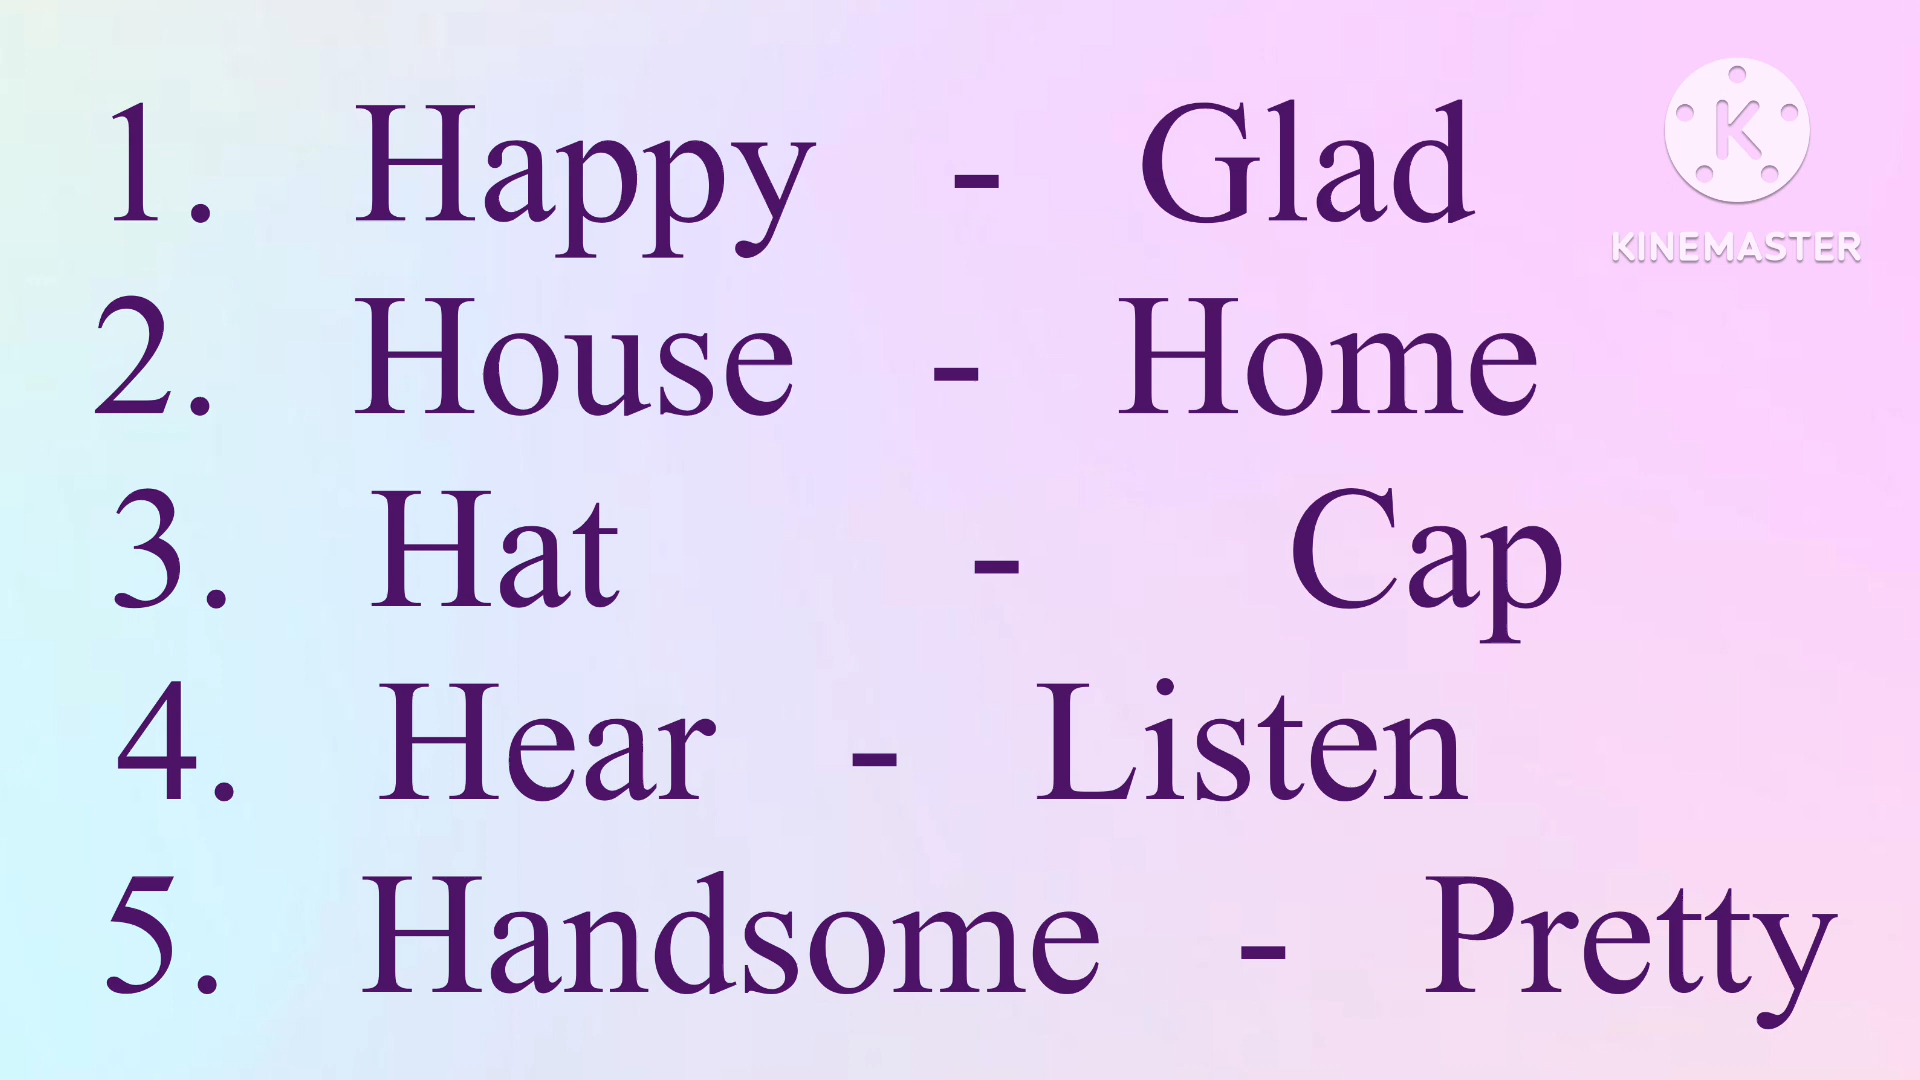 1. Happy - Glad
K
KINEMASTER
2. House - Home
3. Hat - Cap
4. Hear - Listen
5. Handsome - Pretty